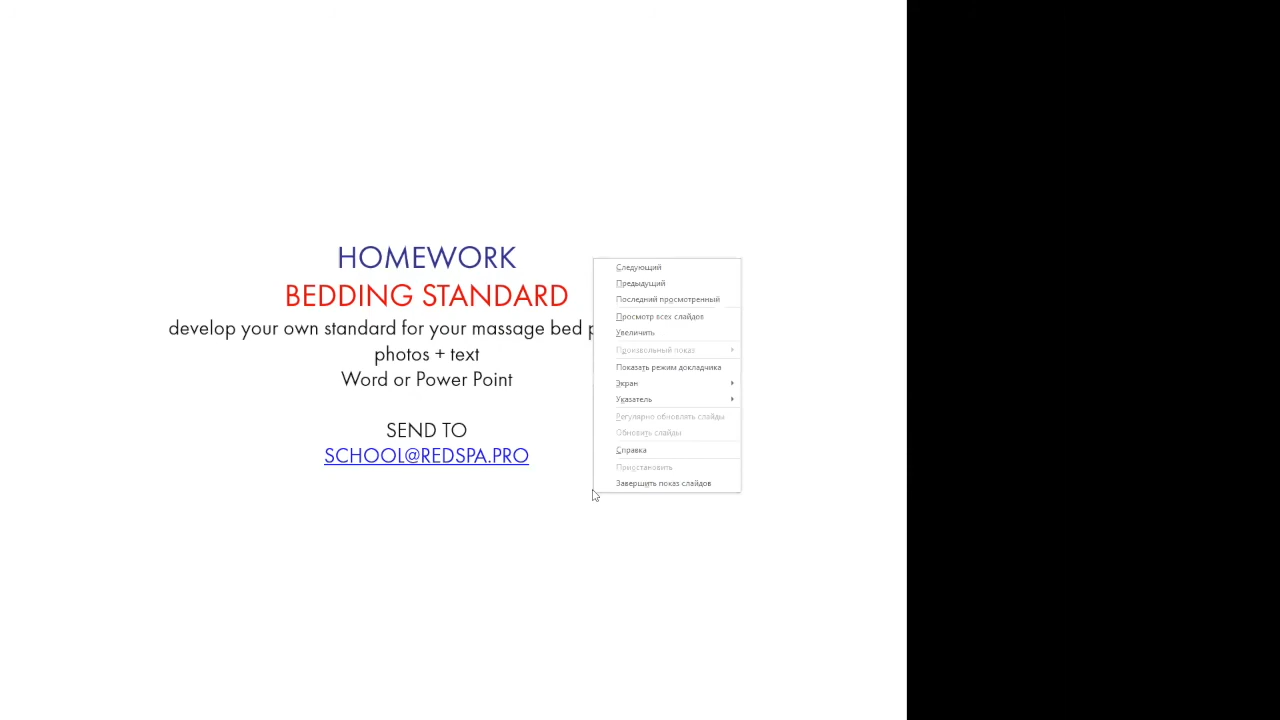 HOMEWORK
BEDDING STANDARD
develop your own standard for your massage bed
photos + text
Word or Power Point
SEND TO
SCHOOL@REDSPA.PRO
Следующий
Предыдущий
Последний просмотренный
Просмотр всех слайдов
Увеличить
Произвольный показ
Показать режим докладчика
Экран
Указатель
Регулярно обновлять слайды
Обновить слайды
Справка
Приостановить
Завершить показ слайдов